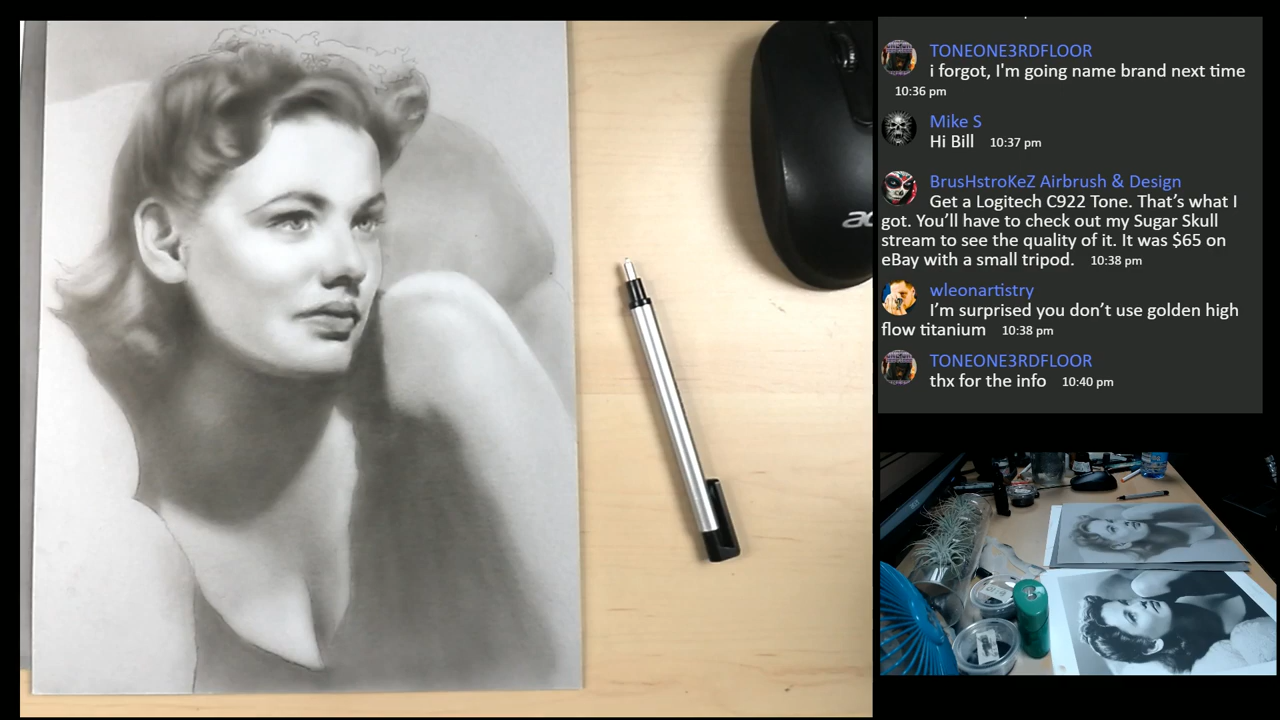 TONEONE3RDFLOOR
i forgot, I'm going name brand next time
10:36 pm
Mike S
Hi Bill 10:37 pm
BrusHstroKeZ Airbrush & Design
Get a Logitech C922 Tone. That's what I
got. You'll have to check out my Sugar Skull
stream to see the quality of it. It was $65 on
eBay with a small tripod. 10:38 pm
wleonartistry
I'm surprised you don't use golden high
flow titanium 10:38 pm
TONEONE3RDFLOOR
thx for the info 10:40 pm